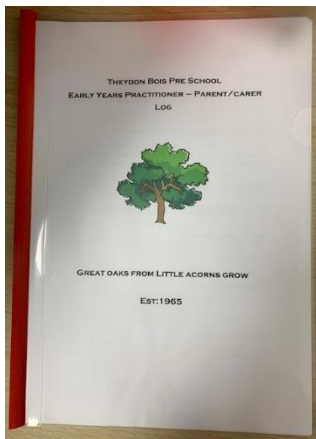 Theydon Bois Pre School
Early Years Practitioner – Parent/carer
Log
Great oaks from Little acorns grow
Est:1965